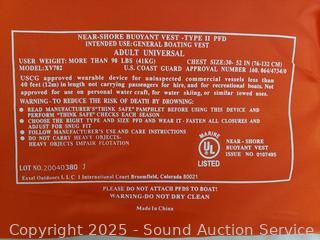 NEAR-SHORE BUOYANT VEST -TYPE II PFD
INTENDED USE:GENERAL BOATING VEST
ADULT UNIVERSAL
USER WEIGHT: MORE THAN 90 LBS (41KG) CHEST SIZE:30- 52 IN (76-132 CM)
MODEL: XV702 U.S. COAST GUARD APPROVAL NUMBER 160.064/4734/0
USCG approved wearable device for uninspected commercial vessels less
than 40 feet (12m) in length not carrying passengers for hire, and for recreational boats. Not
approved for use on personal water craft, for water skiing, or similar towed uses.
WARNING- TO REDUCE THE RISK OF DEATH BY DROWNING:
• READ MANUFACTURER'S "THINK SAFE" PAMPHLET BEFORE USING THIS DEVICE AND
PERFORM "THINK SAFE" CHECKS EACH SEASON
• CHOOSE THE RIGHT TYPE AND SIZE PFD AND WEAR IT- FASTEN ALL CLOSURES AND
ADJUST FOR SNUG FIT
• FOLLOW MANUFACTURER'S USE AND CARE INSTRUCTIONS
• DO NOT CARRY HEAVY OBJECTS-
HEAVY OBJECTS IMPAIR FLOTATION
MARINE
UL
LISTED
NEAR- SHORE
BUOYANT VEST
ISSUE NO: 0107495
LOT NO.20040380 J
Exxel Outdoors L L C 1 International Court Broomfield, Colorado 80021
PLEASE DO NOT ATTACH PFDS TO BOAT!
WARNING-DO NOT DRY CLEAN
Made in China
Copyright 2025 - Sound Auction Service